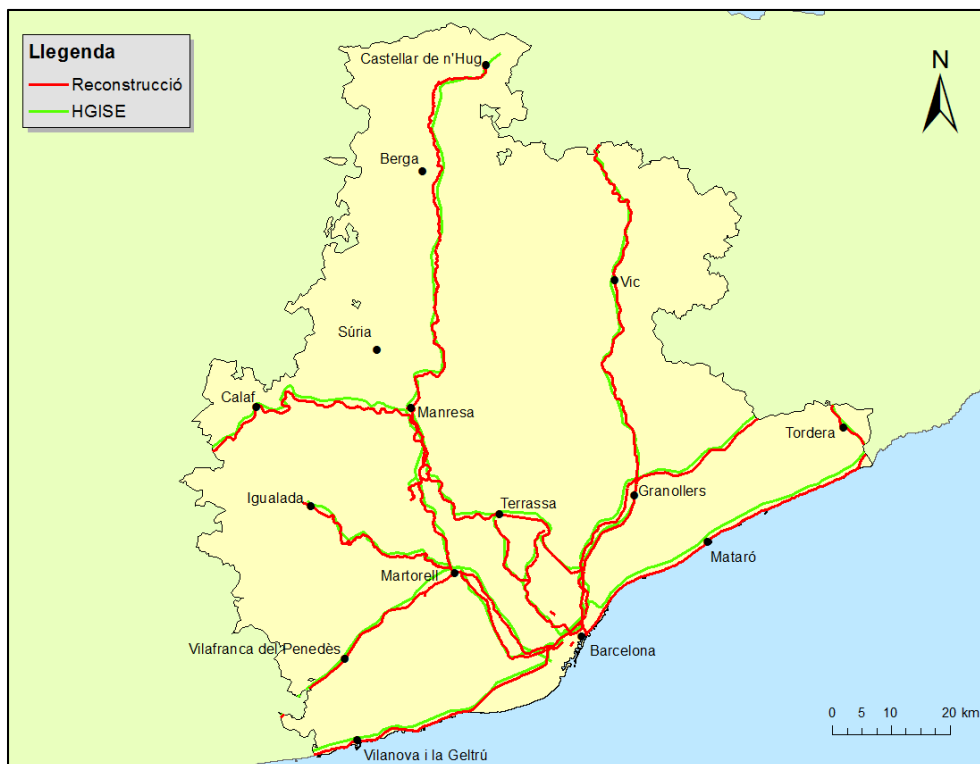 Llegenda
Reconstrucció
HGISE
N
Castellar de n'Hug
Berga
Vic
Súria
Calaf
Manresa
Tordera
Igualada
Terrassa
Granollers
Mataró
Martorell
Vilafranca del Penedès
Barcelona
Vilanova i la Geltrú
0 5 10 20 km